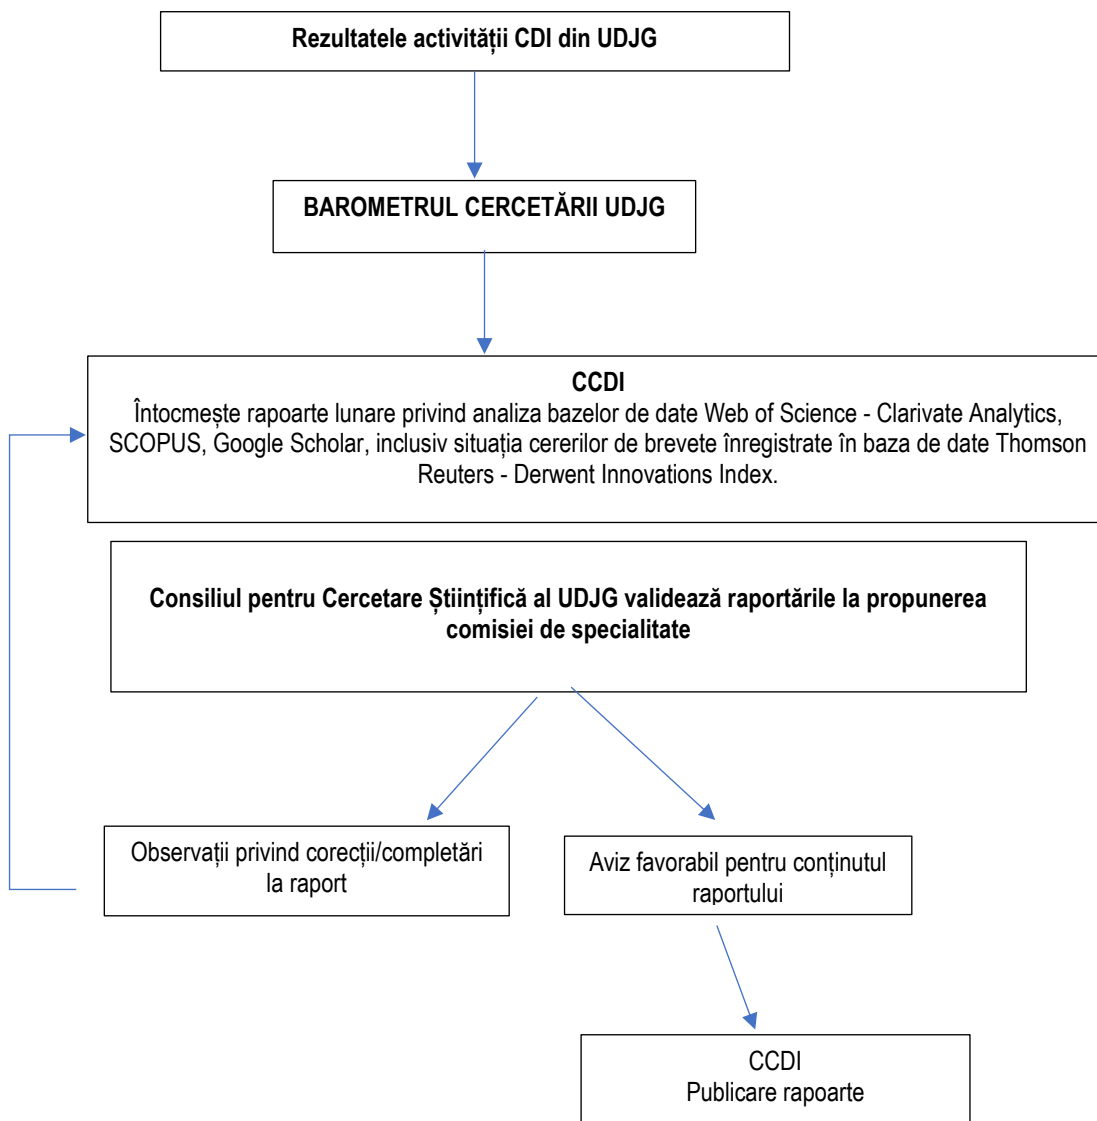 Rezultatele activității CDI din UDJG
BAROMETRUL CERCETĂRII UDJG
CCDI
Întocmește rapoarte lunare privind analiza bazelor de date Web of Science - Clarivate Analytics,
SCOPUS, Google Scholar, inclusiv situația cererilor de brevete înregistrate în baza de date Thomson
Reuters - Derwent Innovations Index.
Consiliul pentru Cercetare Științifică al UDJG validează raportările la propunerea
comisiei de specialitate
Observații privind corecții/completări
la raport
Aviz favorabil pentru conținutul
raportului
CCDI
Publicare rapoarte